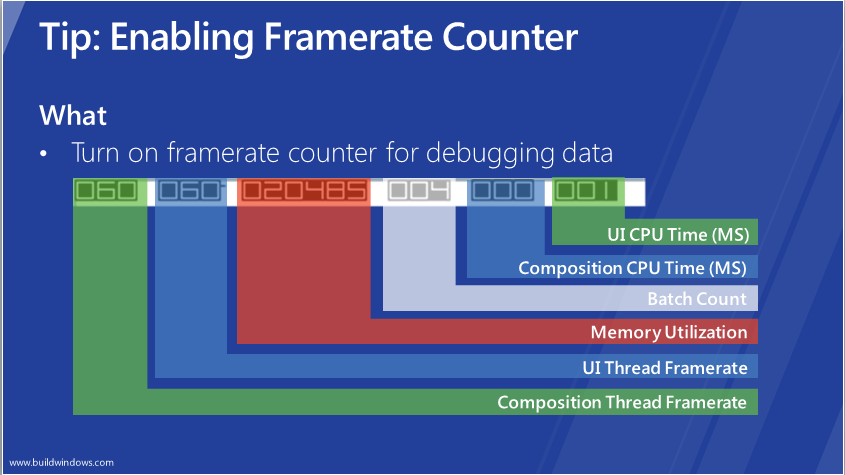 Tip: Enabling Framerate Counter
What
• Turn on framerate counter for debugging data
060 060 020485 004 000 001
UI CPU Time (MS)
Composition CPU Time (MS)
Batch Count
Memory Utilization
UI Thread Framerate
Composition Thread Framerate
www.buildwindows.com